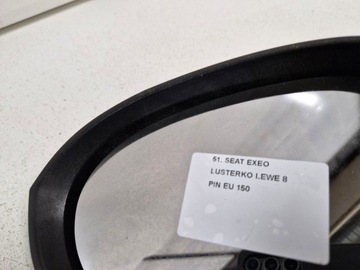 51. SEAT EXEO
LUSTERKO LEWE 8
PIN EU 150